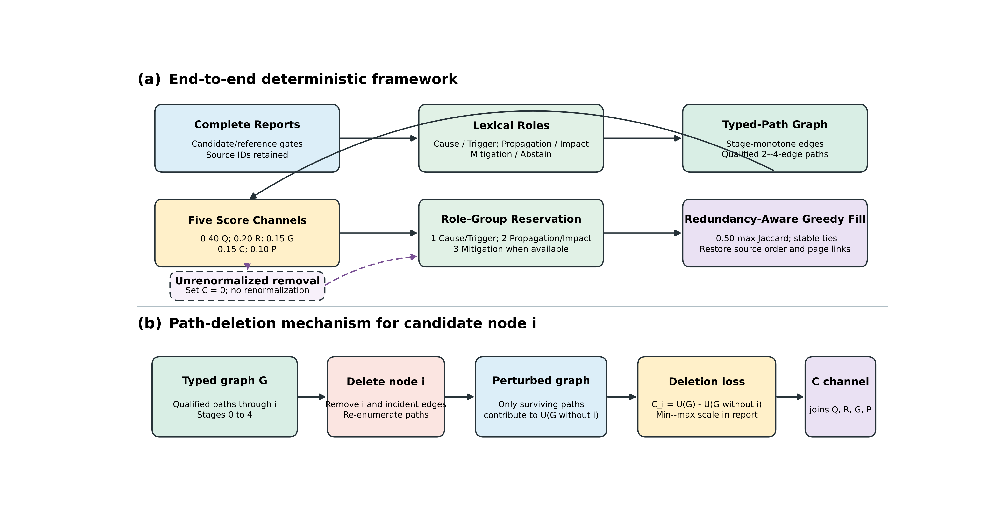 (a) End-to-end deterministic framework
Complete Reports
Candidate/reference gates
Source IDs retained
Lexical Roles
Cause / Trigger; Propagation / Impact
Mitigation / Abstain
Typed-Path Graph
Stage-monotone edges
Qualified 2--4-edge paths
Five Score Channels
0.40 Q; 0.20 R; 0.15 G
0.15 C; 0.10 P
Role-Group Reservation
1 Cause/Trigger; 2 Propagation/Impact
3 Mitigation when available
Redundancy-Aware Greedy Fill
-0.50 max Jaccard; stable ties
Restore source order and page links
Unrenormalized removal
Set C = 0; no renormalization
(b) Path-deletion mechanism for candidate node i
Typed graph G
Qualified paths through i
Stages 0 to 4
Delete node i
Remove i and incident edges
Re-enumerate paths
Perturbed graph
Only surviving paths
contribute to U(G without i)
Deletion loss
C_i = U(G) - U(G without i)
Min--max scale in report
C channel
joins Q, R, G, P